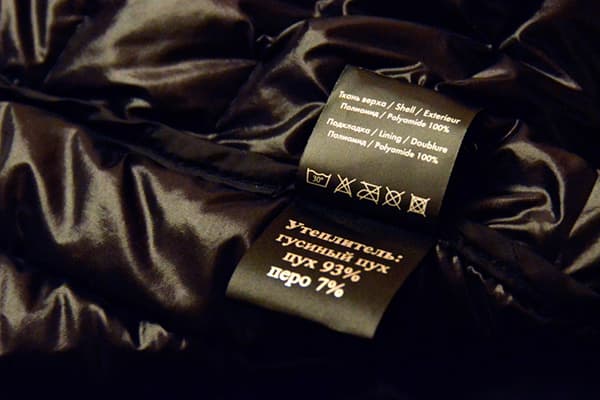 Ткань верха / Shell / Exterieur
Полиамид / Polyamide 100%
Подкладка / Lining / Doublure
Полиамид / Polyamide 100%
30°
Утеплитель:
гусиный пух
пух 93%
перо 7%